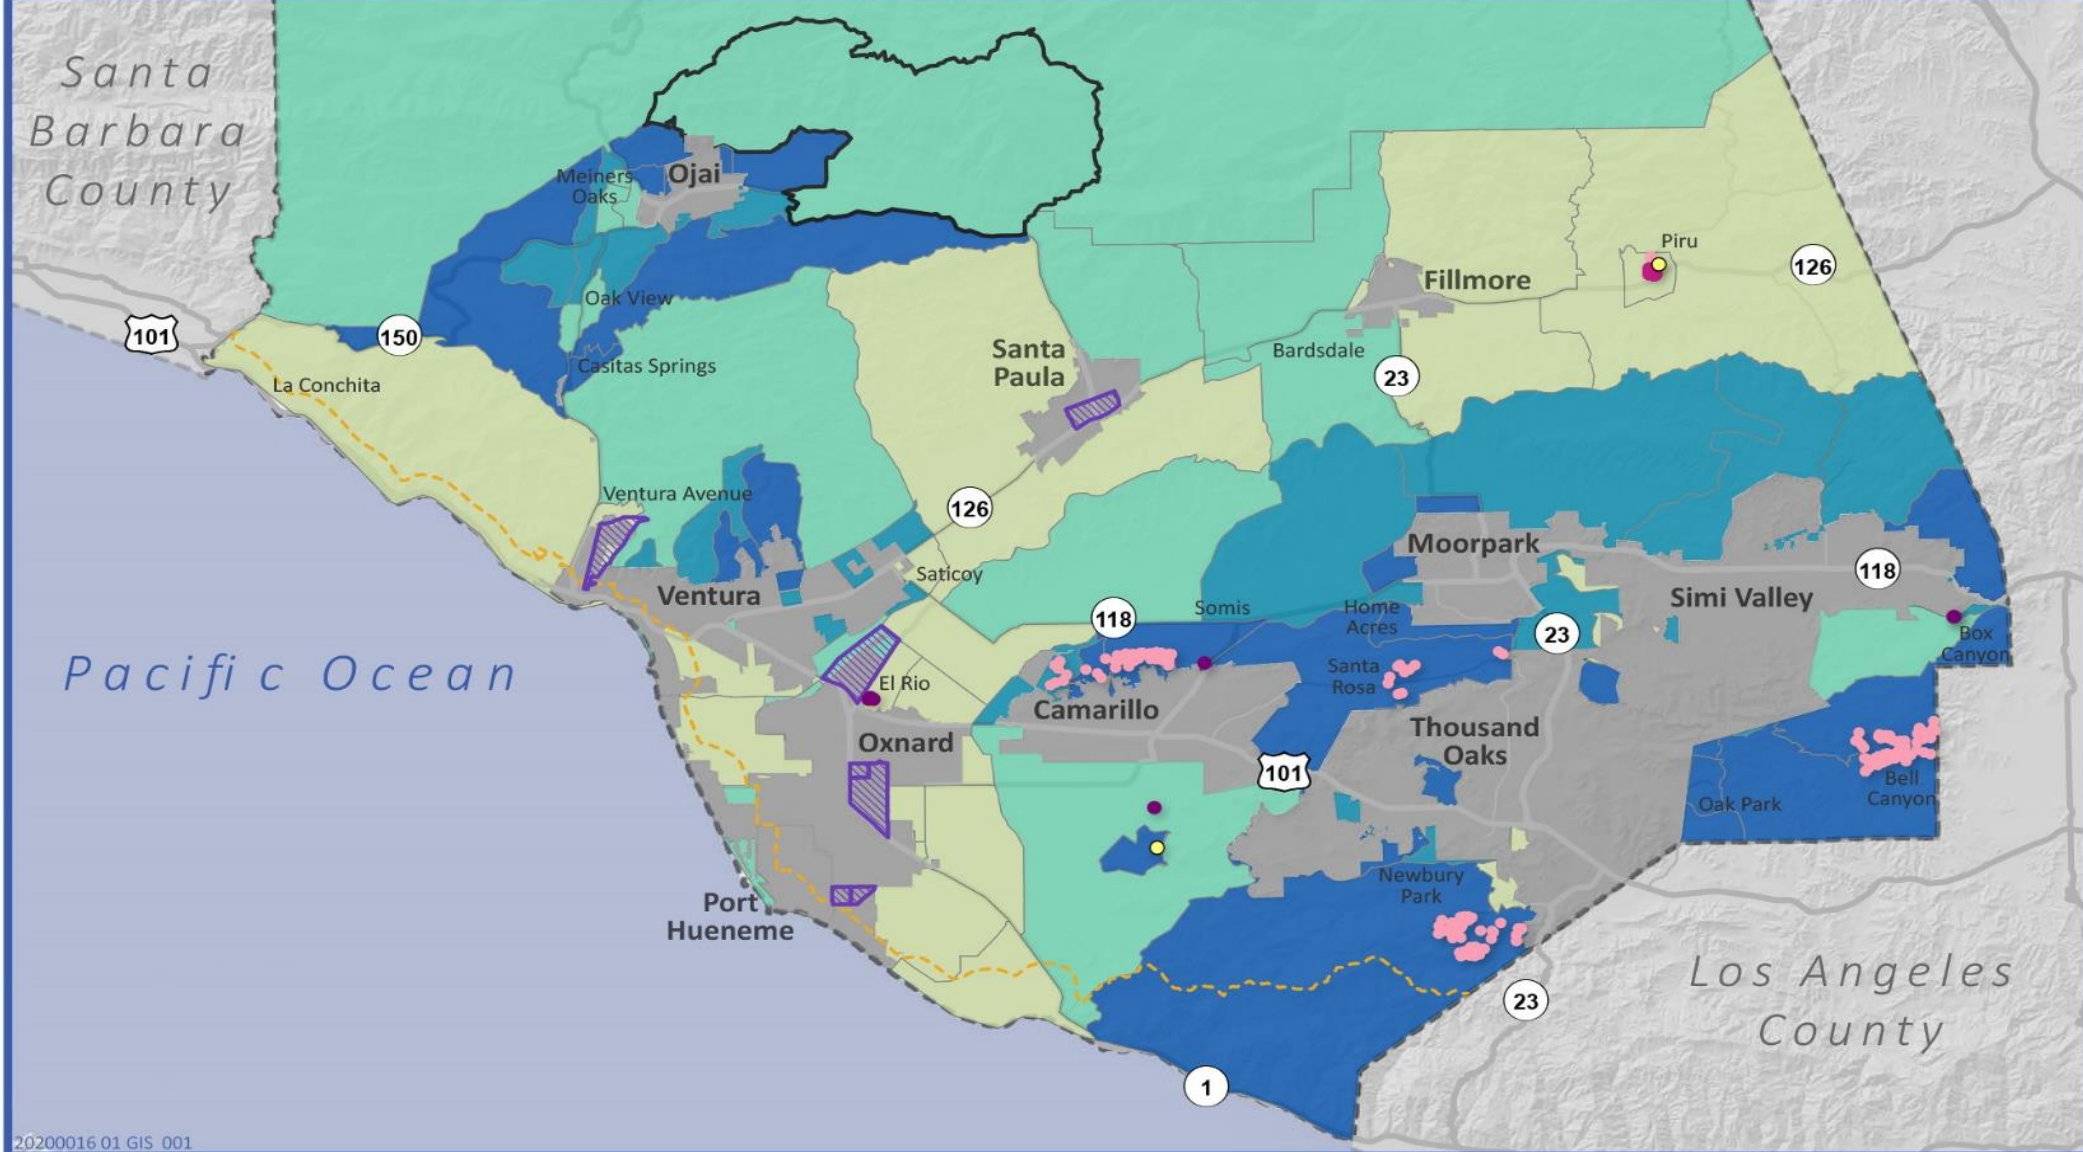 Santa
Barbara
County
Ojai
Meiners
Oaks
Piru
126
Fillmore
Oak View
101
150
Santa
Paula
Bardsdale
Casitas Springs
23
La Conchita
Ventura Avenue
126
Moorpark
Saticoy
118
Ventura
Simi Valley
118
Somis
Home
Acres
23
Box
Canyon
Pacific Ocean
El Rio
Santa
Rosa
Camarillo
Thousand
Oaks
Oxnard
101
Bell
Canyon
Oak Park
Newbury
Park
Port
Hueneme
Los Angeles
County
23
1
20200016 01 GIS 001